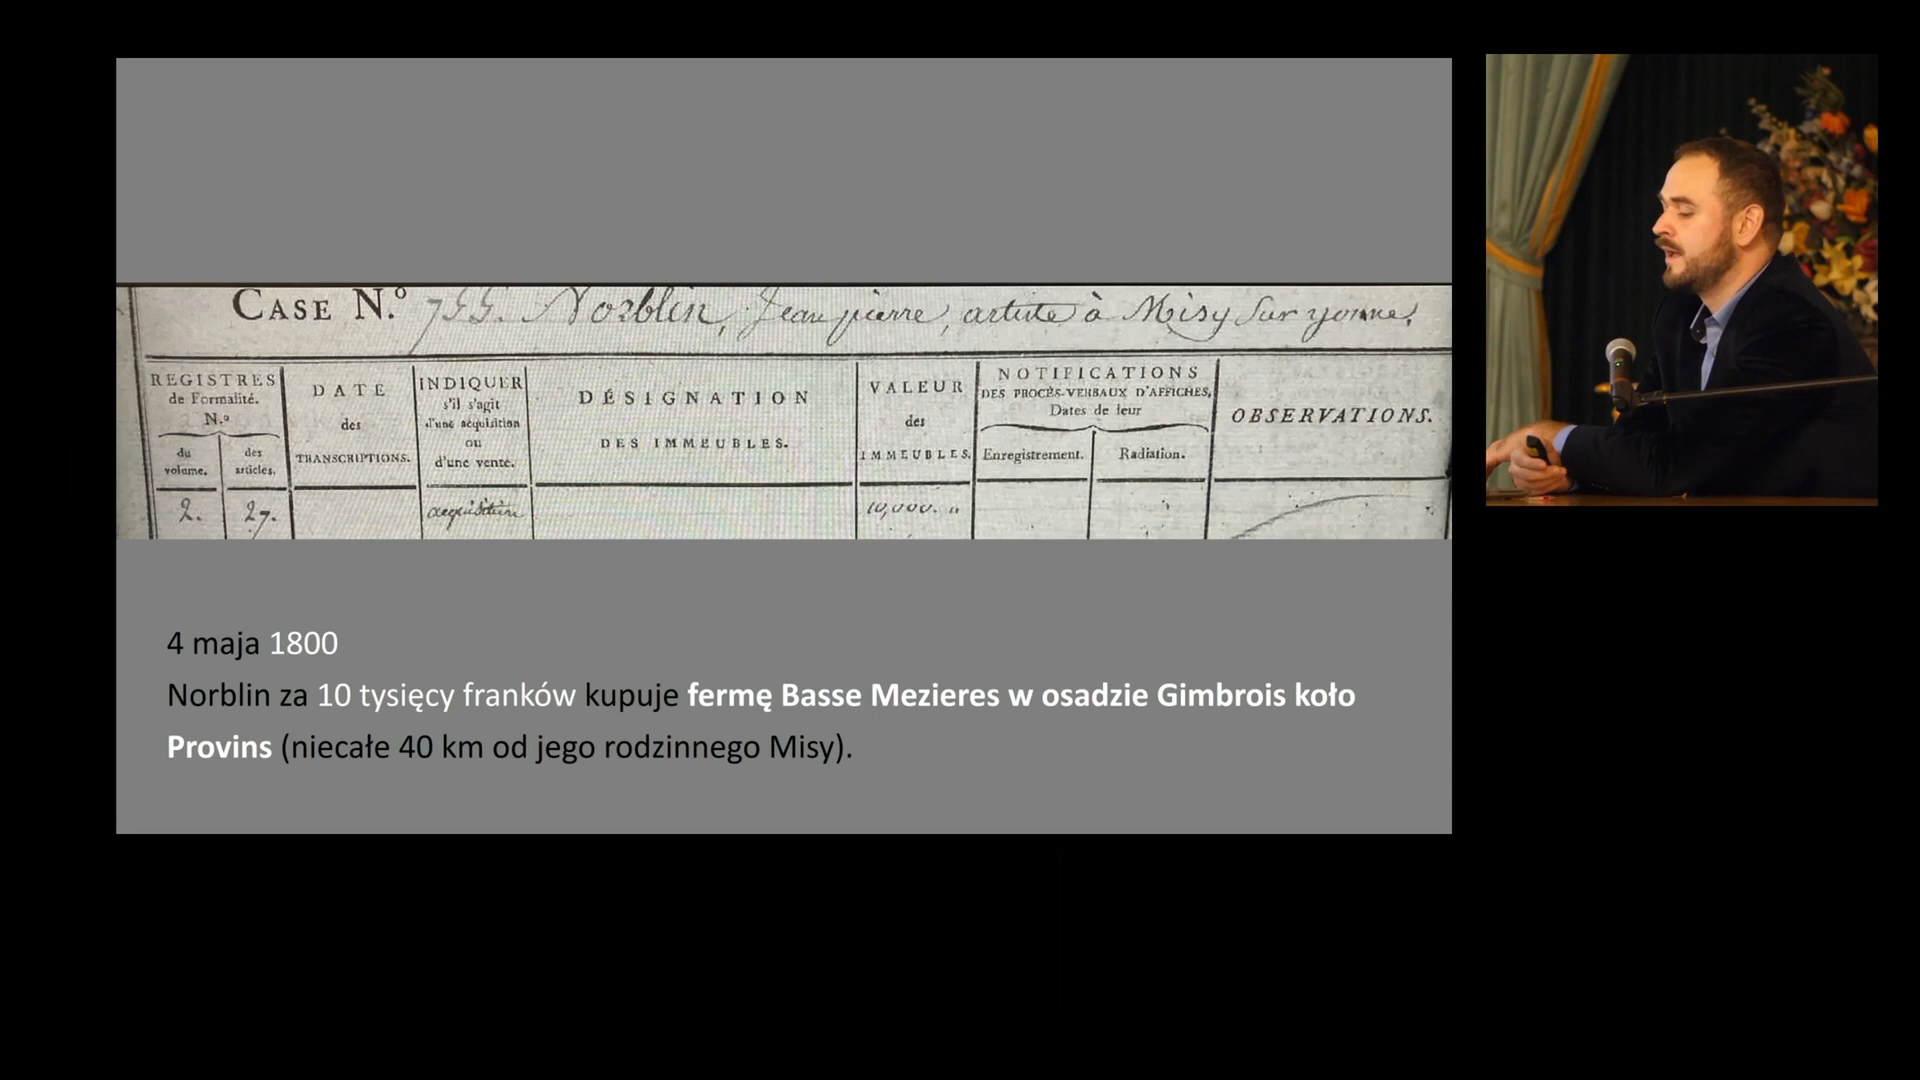 CASE N.º 755. Norblin, Jean pierre, artiste à Misy sur yonne,
REGISTRES
de Formalité.
N.º
du
volume.
des
articles.
DATE
des
TRANSCRIPTIONS.
INDIQUER
s'il s'agit
d'une acquisition
ou
d'une vente.
DÉSIGNATION
DES IMMEUBLES.
VALEUR
des
IMMEUBLES.
NOTIFICATIONS
DES PROCÈS-VERBAUX D'AFFICHES,
Dates de leur
Enregistrement.
Radiation.
OBSERVATIONS.
2. 27. acquisition 10,000. "
4 maja 1800
Norblin za 10 tysięcy franków kupuje fermę Basse Mezieres w osadzie Gimbrois koło
Provins (niecałe 40 km od jego rodzinnego Misy).